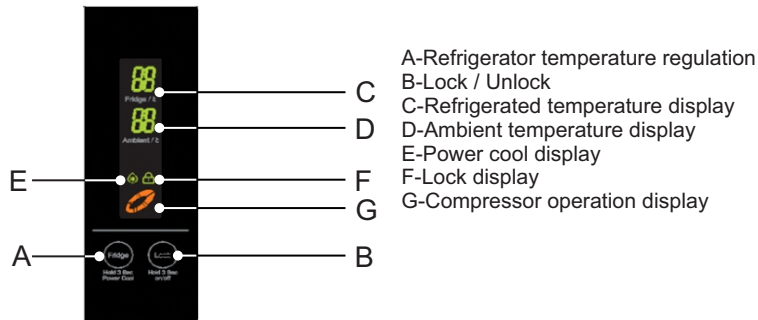 88
Fridge /
88
Ambient /
C
D
E
F
G
A
Fridge
Lock
B
Hold 3 Sec
Power Cool
Hold 3 Sec
on/off
A-Refrigerator temperature regulation
B-Lock / Unlock
C-Refrigerated temperature display
D-Ambient temperature display
E-Power cool display
F-Lock display
G-Compressor operation display